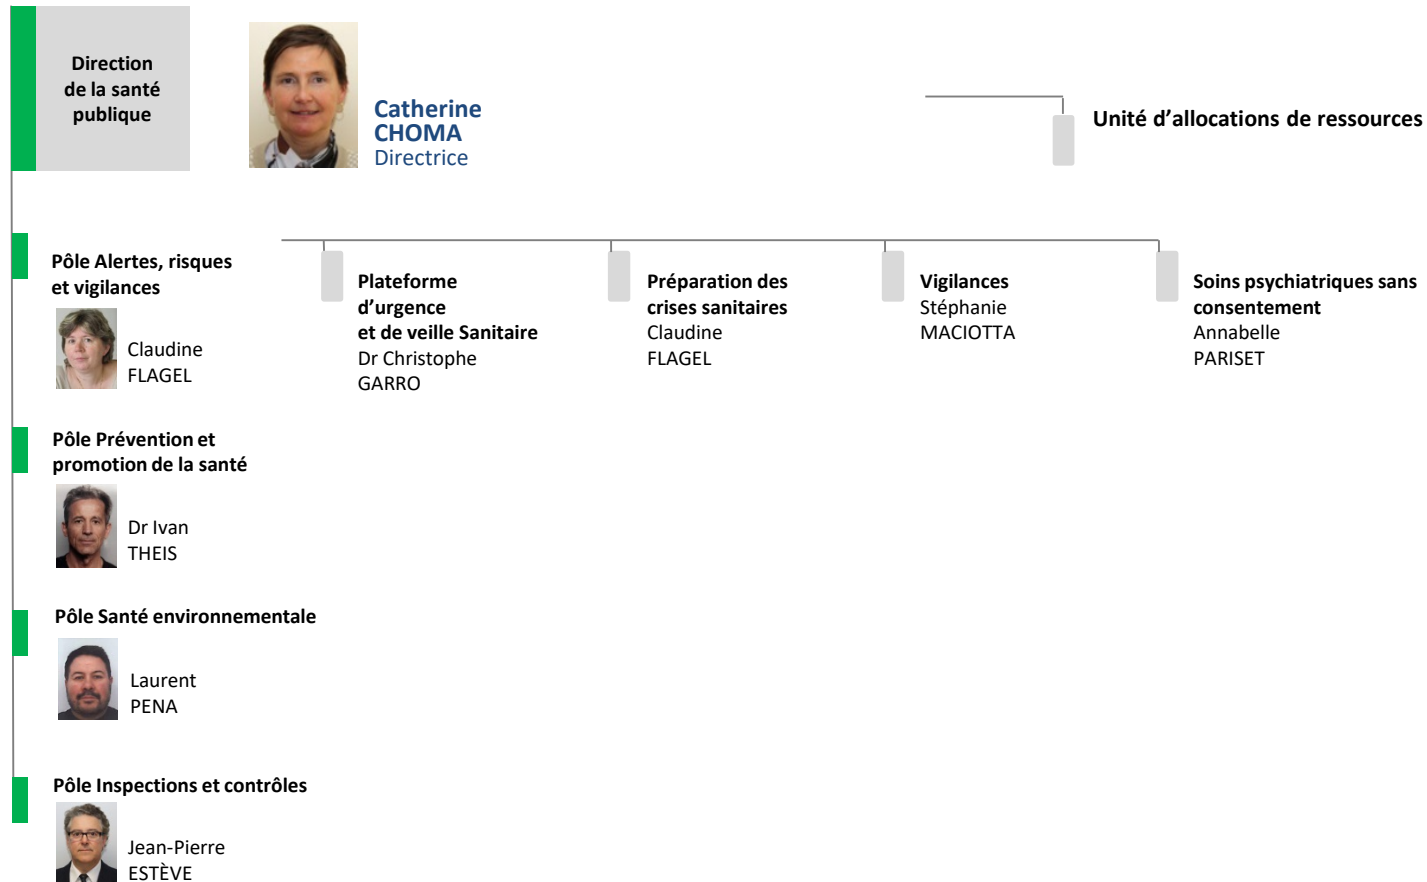 Direction
de la santé
publique
Catherine
CHOMA
Directrice
Unité d’allocations de ressources
Pôle Alertes, risques
et vigilances
Claudine
FLAGEL
Plateforme
d’urgence
et de veille Sanitaire
Dr Christophe
GARRO
Préparation des
crises sanitaires
Claudine
FLAGEL
Vigilances
Stéphanie
MACIOTTA
Soins psychiatriques sans
consentement
Annabelle
PARISET
Pôle Prévention et
promotion de la santé
Dr Ivan
THEIS
Pôle Santé environnementale
Laurent
PENA
Pôle Inspections et contrôles
Jean-Pierre
ESTÈVE